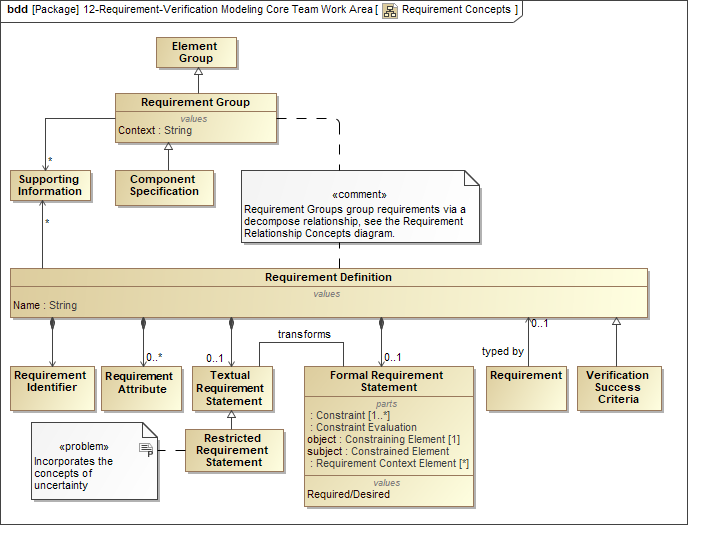 bdd [Package] 12-Requirement-Verification Modeling Core Team Work Area [ Requirement Concepts ]
Element
Group
Requirement Group
values
Context : String
*
Supporting
Information
Component
Specification
«comment»
Requirement Groups group requirements via a
decompose relationship, see the Requirement
Relationship Concepts diagram.
*
Requirement Definition
values
Name : String
0..1
transforms
typed by
0..*
0..1
0..1
Requirement
Identifier
Requirement
Attribute
Textual
Requirement
Statement
Formal Requirement
Statement
parts
: Constraint [1..*]
: Constraint Evaluation
object : Constraining Element [1]
subject : Constrained Element
: Requirement Context Element [*]
values
Required/Desired
Requirement
Verification
Success
Criteria
«problem»
Incorporates the
concepts of
uncertainty
Restricted
Requirement
Statement